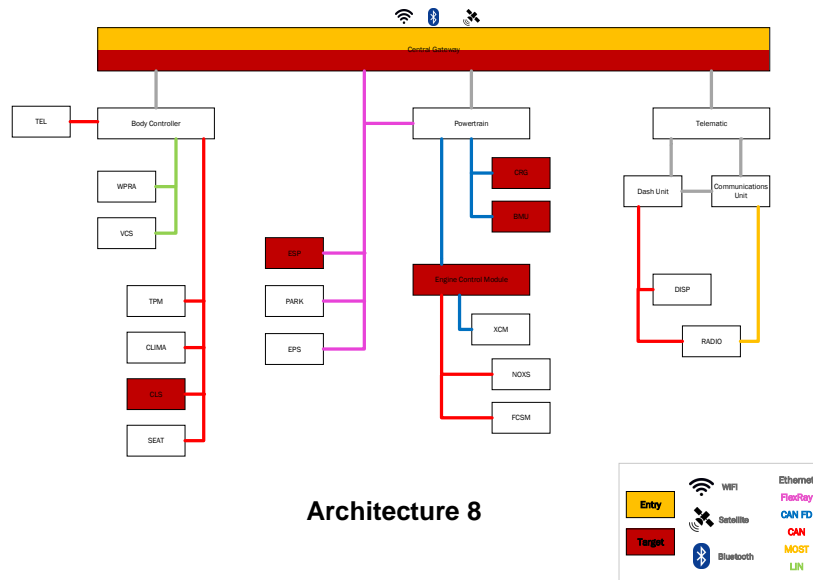 Central Gateway
TEL
Body Controller
Powertrain
Telematic
WPRA
VCS
CRG
BMU
Dash Unit
Communications
Unit
ESP
PARK
EPS
Engine Control Module
XCM
NOXS
FCSM
DISP
RADIO
TPM
CLIMA
CLS
SEAT
Architecture 8
Entry
Target
WIFI
Satellite
Bluetooth
Ethernet
FlexRay
CAN FD
CAN
MOST
LIN